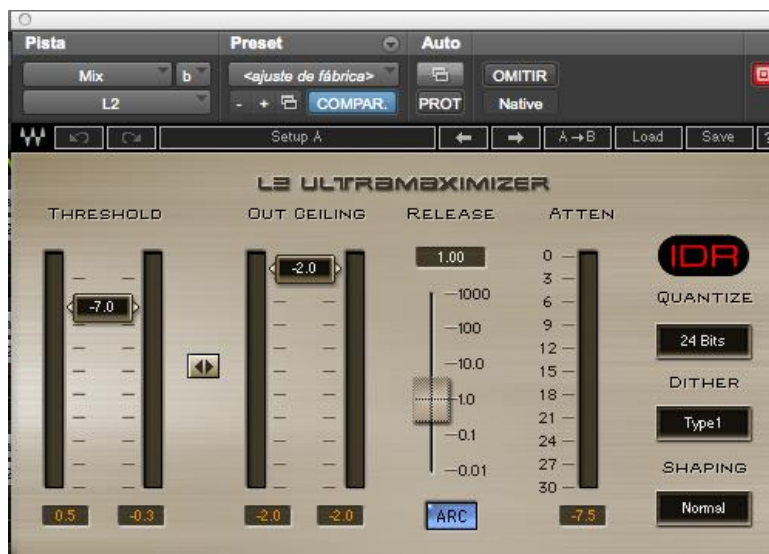 Pista Preset Auto
Mix b <ajuste de fábrica> OMITIR
L2 - + COMPAR. PROT Native
Setup A A→B Load Save ?
L2 ULTRAMAXIMIZER
THRESHOLD OUT CEILING RELEASE ATTEN
IDR
1.00
-7.0 -2.0
QUANTIZE
24 Bits
DITHER
Type1
SHAPING
Normal
1000
100
10.0
1.0
0.1
0.01
0
3
6
9
12
15
18
21
24
27
30
0.5 -0.3 -2.0 -2.0 ARC -7.5